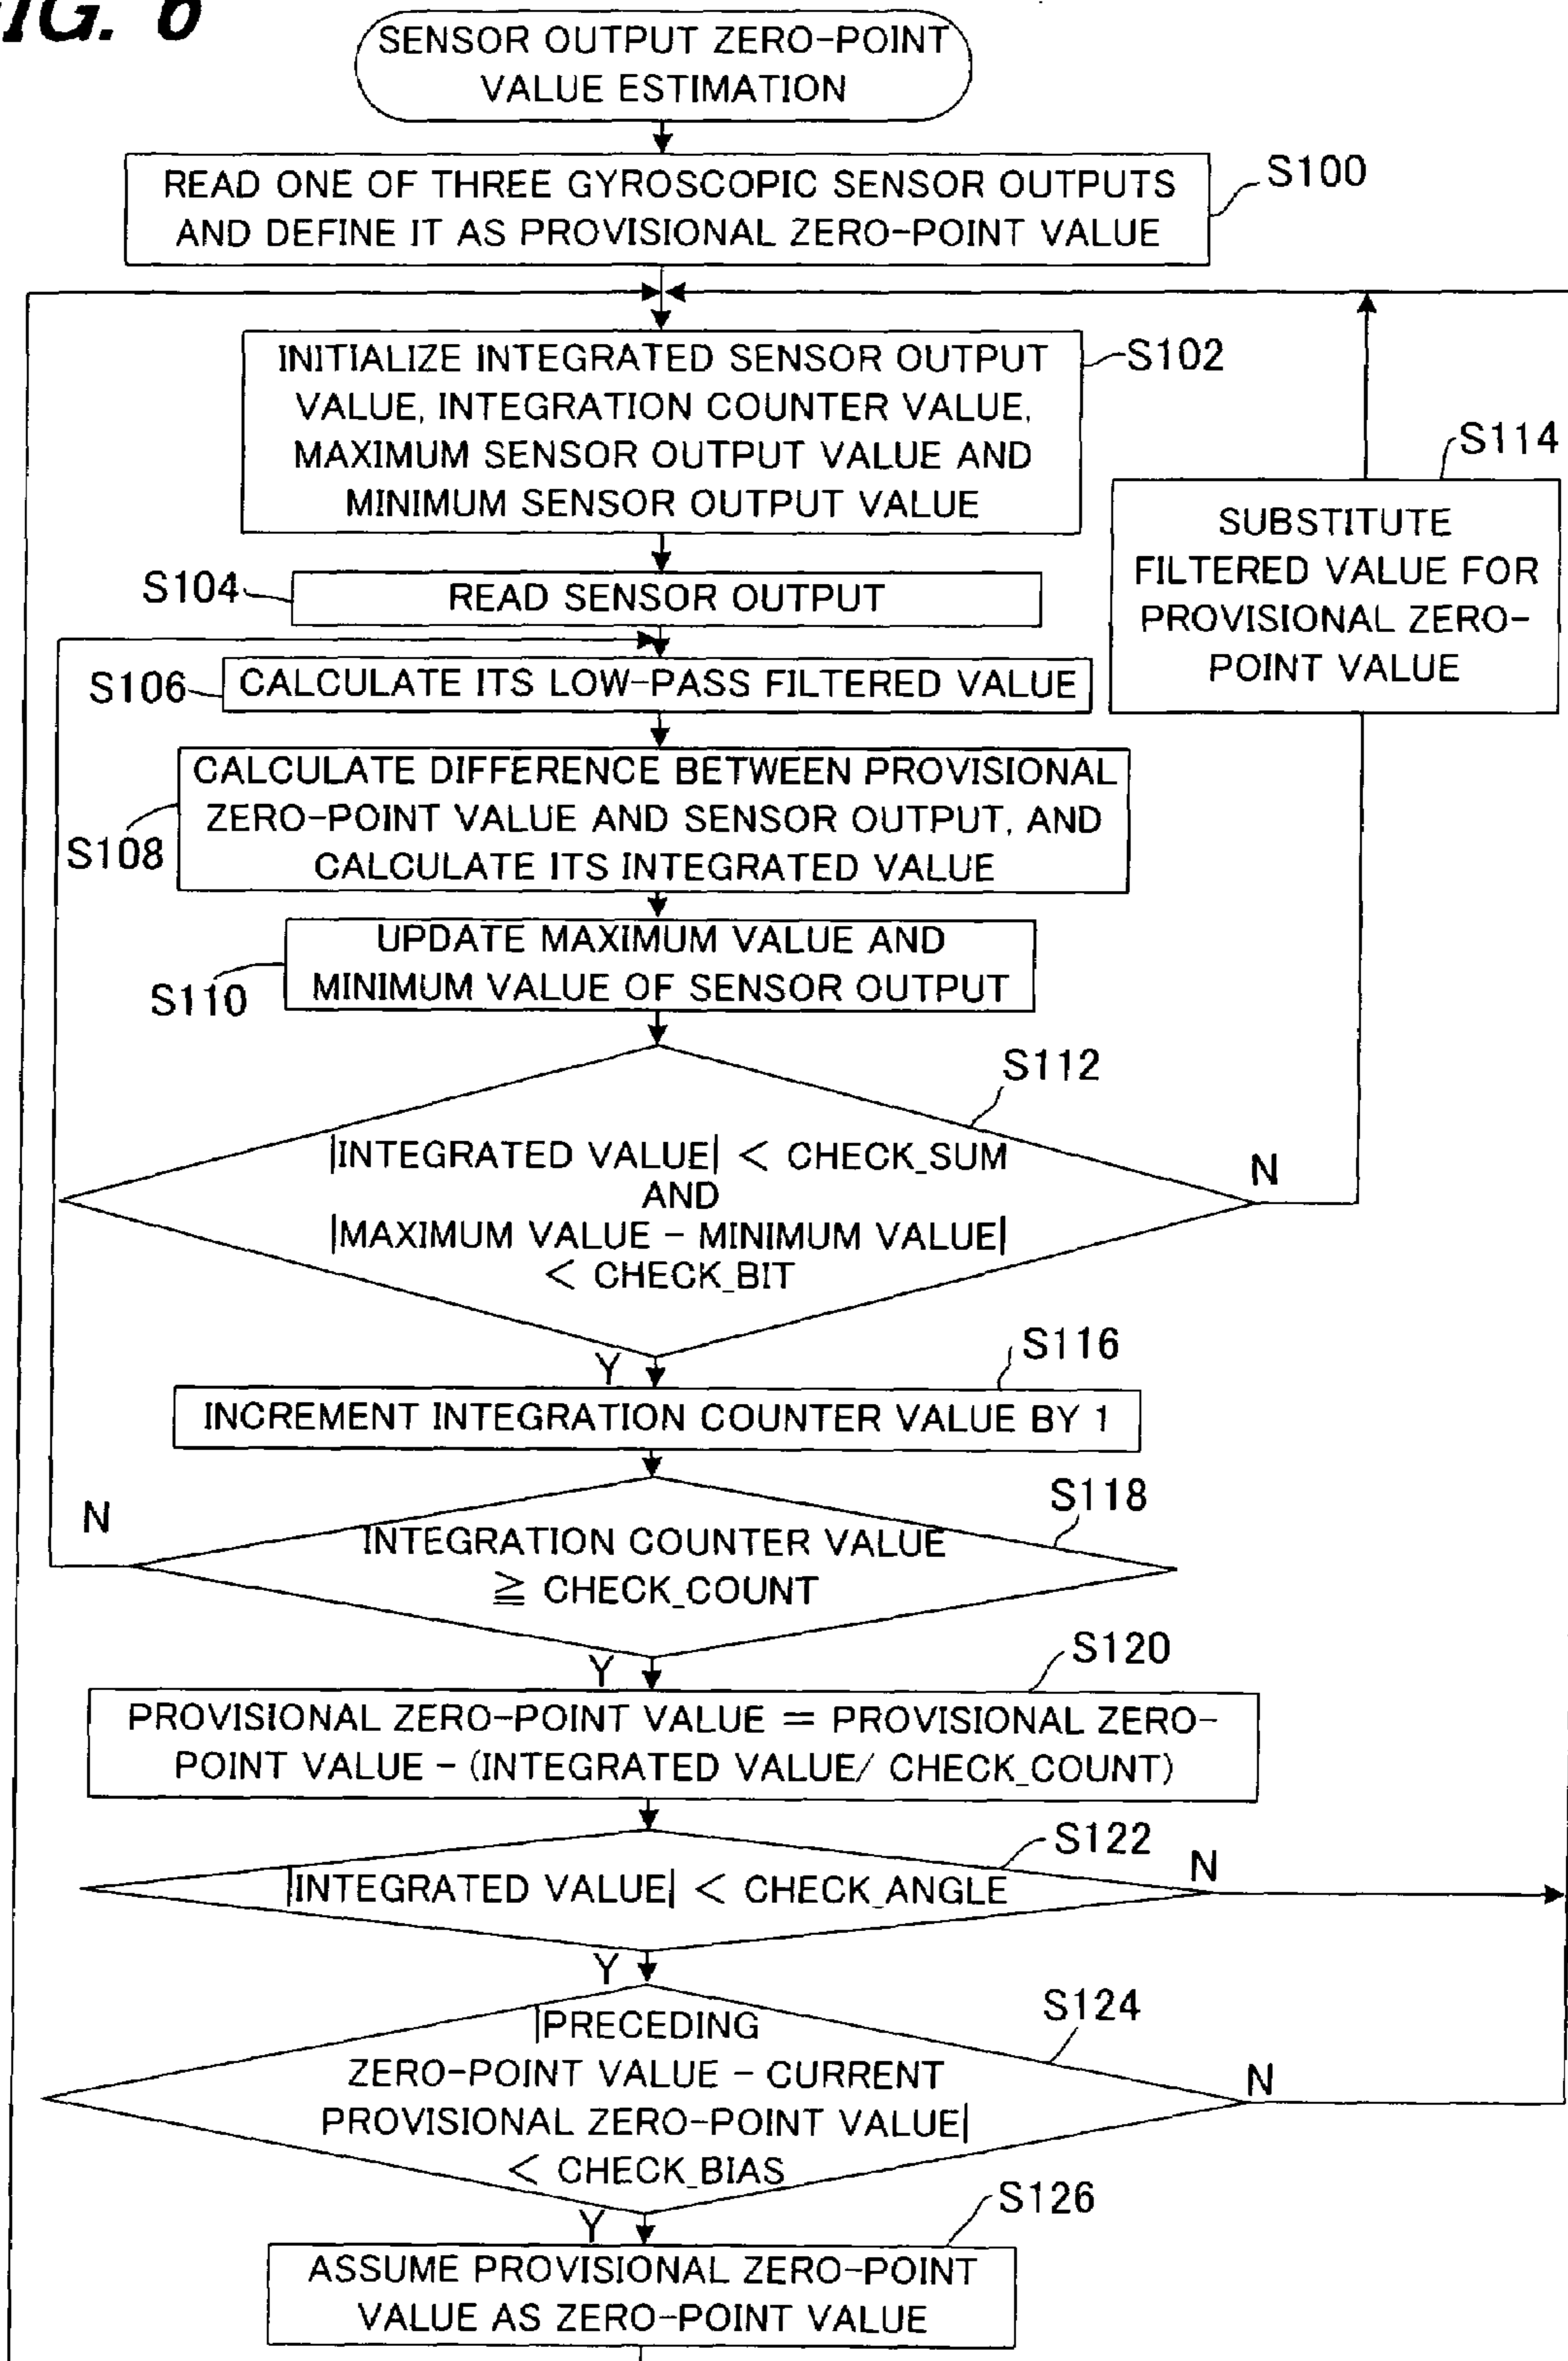 FIG. 6
SENSOR OUTPUT ZERO-POINT
VALUE ESTIMATION
READ ONE OF THREE GYROSCOPIC SENSOR OUTPUTS
AND DEFINE IT AS PROVISIONAL ZERO-POINT VALUE
S100
INITIALIZE INTEGRATED SENSOR OUTPUT
VALUE, INTEGRATION COUNTER VALUE,
MAXIMUM SENSOR OUTPUT VALUE AND
MINIMUM SENSOR OUTPUT VALUE
S102
S114
SUBSTITUTE
FILTERED VALUE FOR
PROVISIONAL ZERO-
POINT VALUE
S104
READ SENSOR OUTPUT
S106
CALCULATE ITS LOW-PASS FILTERED VALUE
CALCULATE DIFFERENCE BETWEEN PROVISIONAL
ZERO-POINT VALUE AND SENSOR OUTPUT, AND
CALCULATE ITS INTEGRATED VALUE
S108
UPDATE MAXIMUM VALUE AND
MINIMUM VALUE OF SENSOR OUTPUT
S110
S112
|INTEGRATED VALUE| < CHECK_SUM
AND
|MAXIMUM VALUE - MINIMUM VALUE|
< CHECK_BIT
N
Y
S116
INCREMENT INTEGRATION COUNTER VALUE BY 1
S118
N
INTEGRATION COUNTER VALUE
≧ CHECK_COUNT
Y
S120
PROVISIONAL ZERO-POINT VALUE = PROVISIONAL ZERO-
POINT VALUE - (INTEGRATED VALUE/ CHECK_COUNT)
S122
|INTEGRATED VALUE| < CHECK_ANGLE
N
Y
S124
|PRECEDING
ZERO-POINT VALUE - CURRENT
PROVISIONAL ZERO-POINT VALUE|
< CHECK_BIAS
N
Y
S126
ASSUME PROVISIONAL ZERO-POINT
VALUE AS ZERO-POINT VALUE